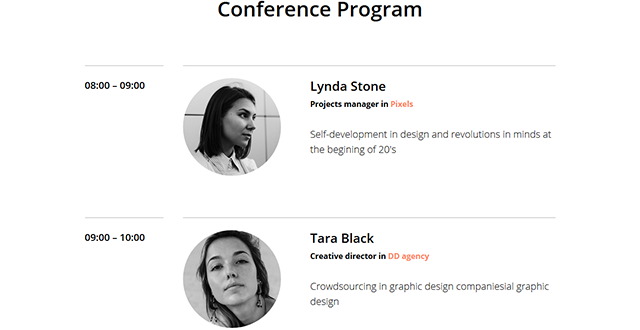 Conference Program
08:00 – 09:00
Lynda Stone
Projects manager in Pixels
Self-development in design and revolutions in minds at
the begining of 20's
09:00 – 10:00
Tara Black
Creative director in DD agency
Crowdsourcing in graphic design companiesial graphic
design